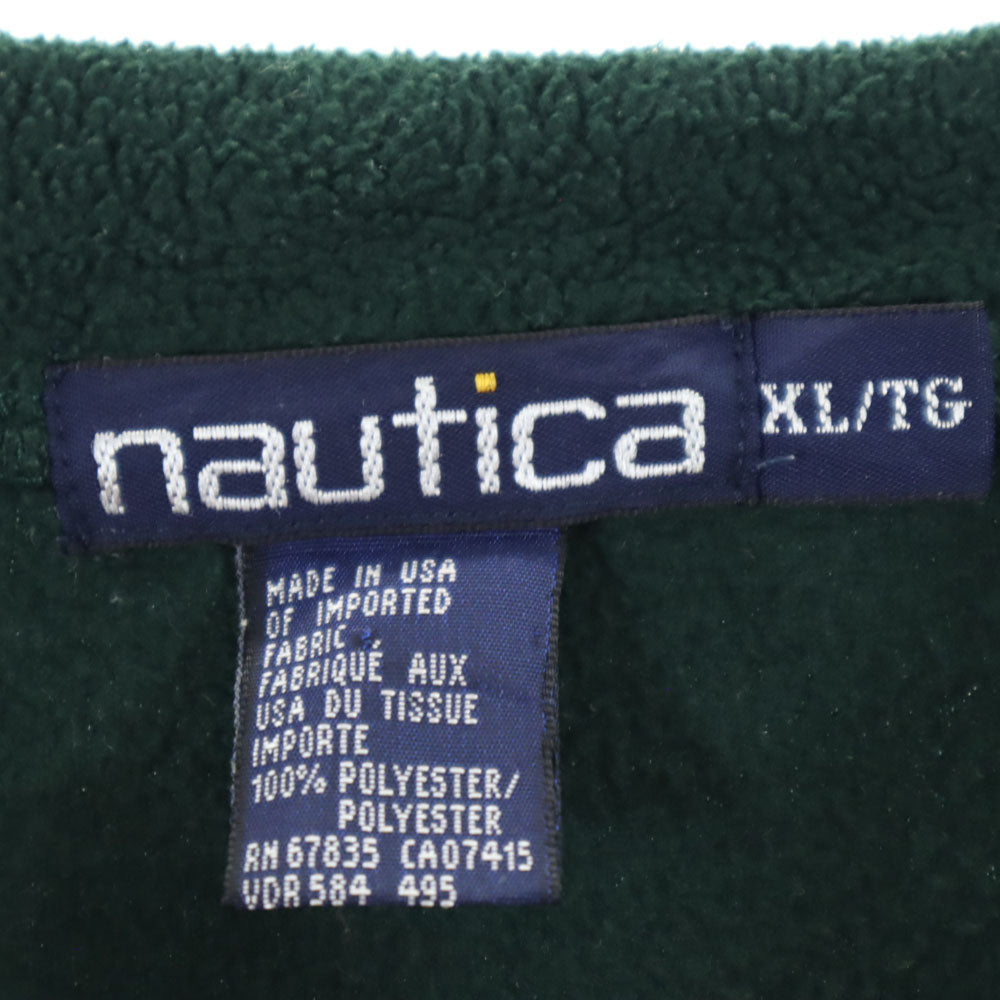 nautica
XL/TG
MADE IN USA
OF IMPORTED
FABRIC
FABRIQUÉ AUX
USA DU TISSUE
IMPORTE
100% POLYESTER/
POLYESTER
RN 67835 CA07415
VDR 584 495